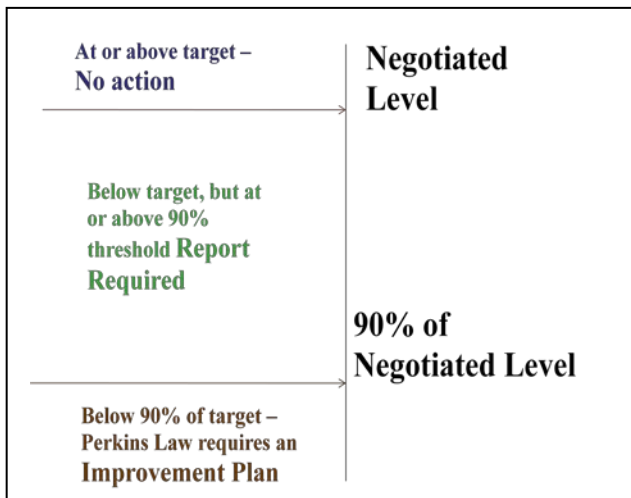 At or above target –
No action
Negotiated
Level
Below target, but at
or above 90%
threshold Report
Required
90% of
Negotiated Level
Below 90% of target –
Perkins Law requires an
Improvement Plan